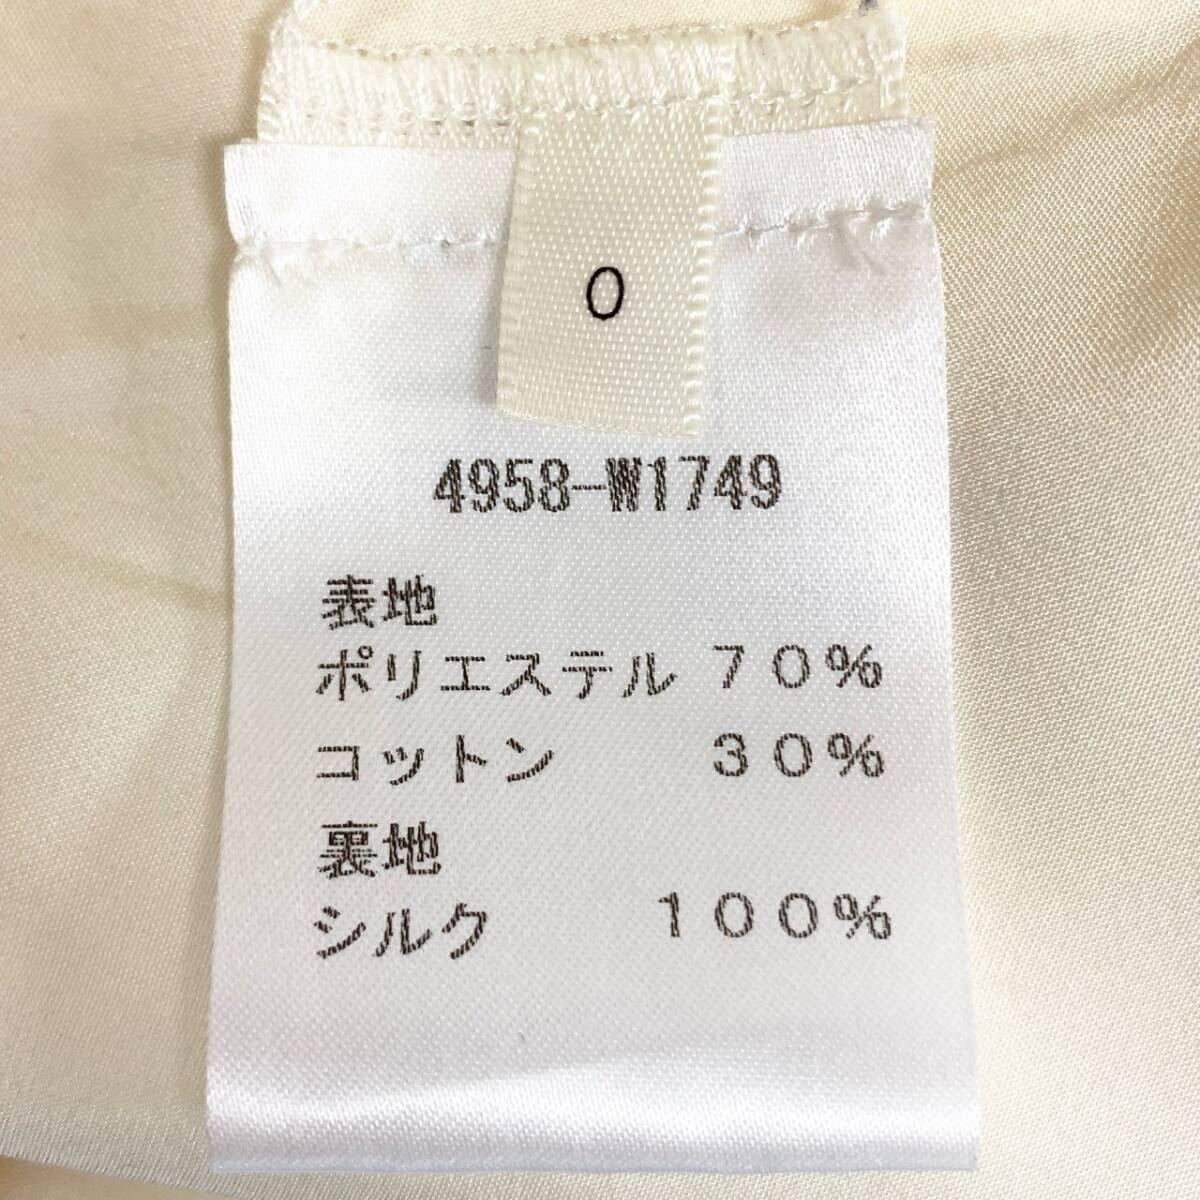 0
4958-W1749
表地
ポリエステル 70%
コットン 30%
裏地
シルク 100%